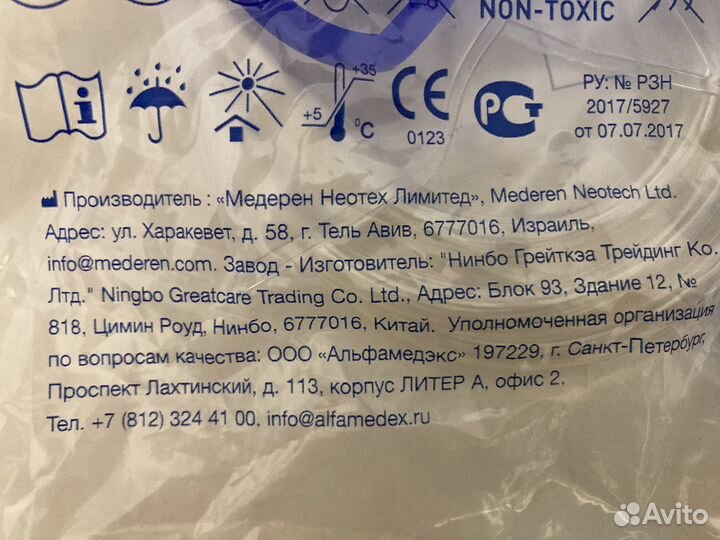 NON-TOXIC
+35
+5
°C
CE
0123
РСТ
РУ: № РЗН
2017/5927
от 07.07.2017
Производитель : «Медерен Неотех Лимитед», Mederen Neotech Ltd.
Адрес: ул. Харакевет, д. 58, г. Тель Авив, 6777016, Израиль,
info@mederen.com. Завод - Изготовитель: "Нинбо Грейткэа Трейдинг Ко.
Лтд." Ningbo Greatcare Trading Co. Ltd., Адрес: Блок 93, Здание 12, №
818, Цимин Роуд, Нинбо, 6777016, Китай. Уполномоченная организация
по вопросам качества: ООО «Альфамедэкс» 197229, г. Санкт-Петербург,
Проспект Лахтинский, д. 113, корпус ЛИТЕР А, офис 2,
Тел. +7 (812) 324 41 00, info@alfamedex.ru
Avito